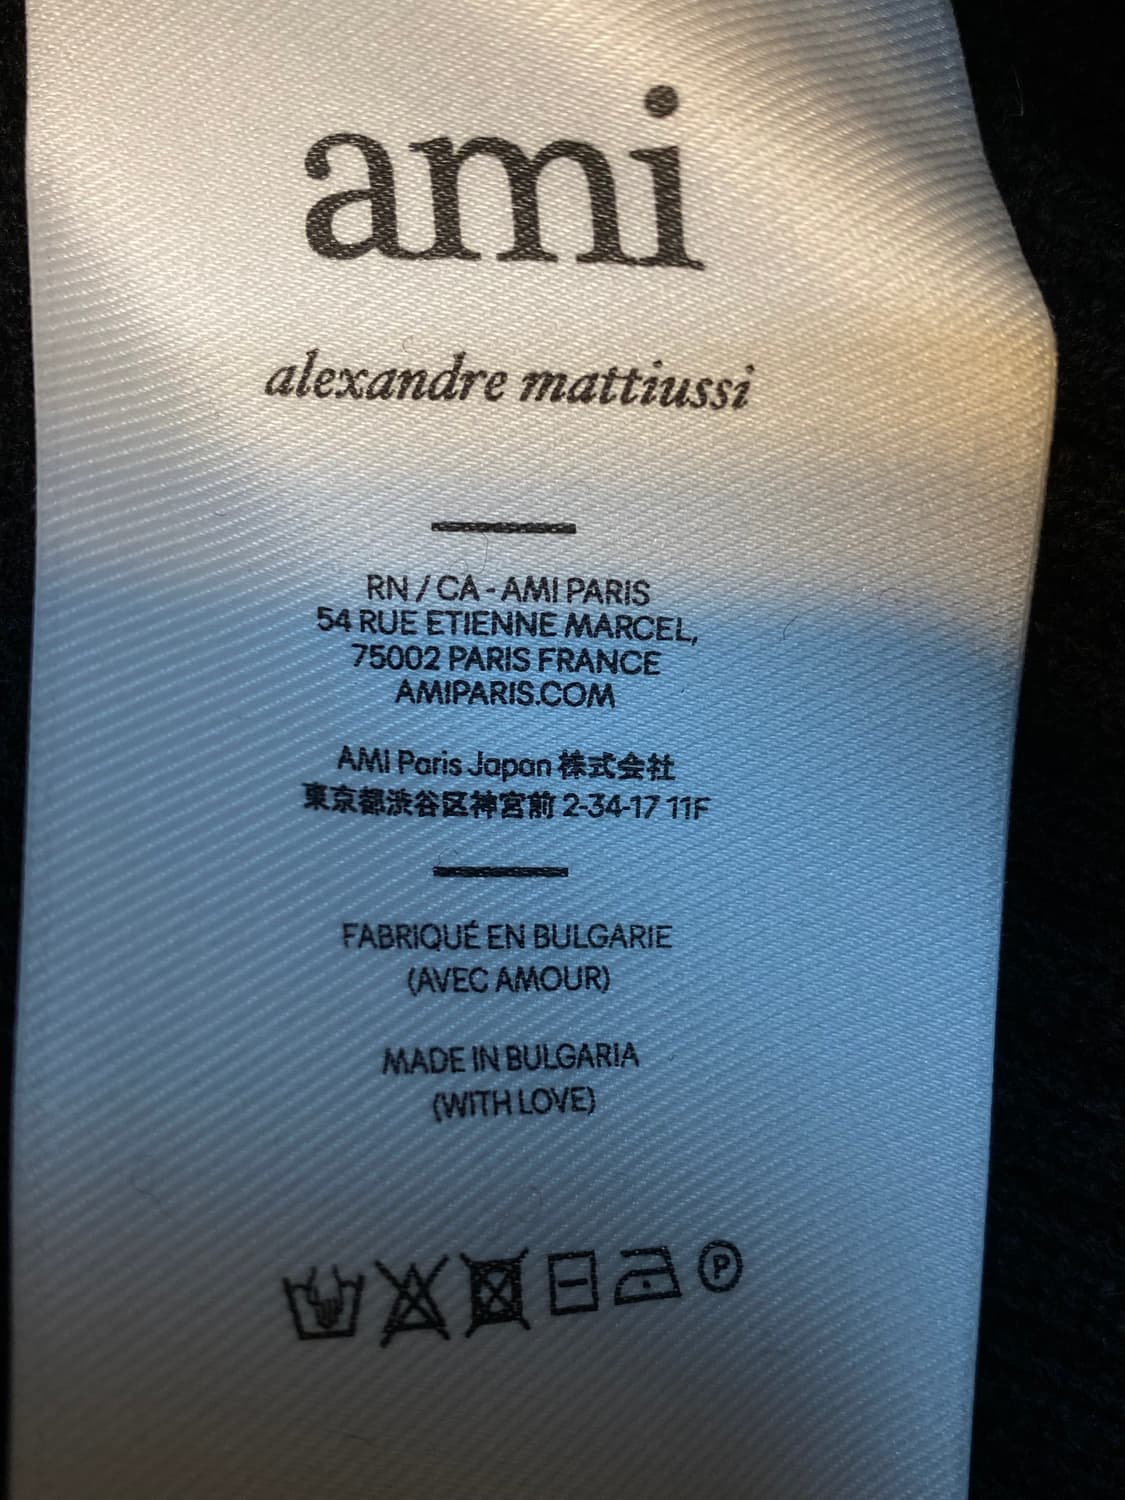 ami
alexandre mattiussi
RN / CA - AMI PARIS
54 RUE ETIENNE MARCEL,
75002 PARIS FRANCE
AMIPARIS.COM
AMI Paris Japan 株式会社
東京都渋谷区神宮前 2-34-17 11F
FABRIQUÉ EN BULGARIE
(AVEC AMOUR)
MADE IN BULGARIA
(WITH LOVE)
P